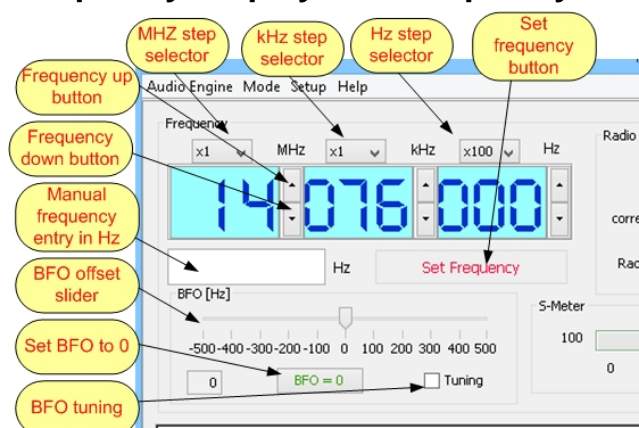 MHZ step
selector
kHz step
selector
Hz step
selector
Set
frequency
button
Frequency up
button
Audio Engine Mode Setup Help
Frequency
down button
Frequency
Radio
x1 MHz x1 kHz x100 Hz
14 076 000
Manual
frequency
entry in Hz
corre
Hz
Set Frequency
Rad
BFO offset
slider
BFO [Hz]
S-Meter
-500 -400 -300 -200 -100 0 100 200 300 400 500
100
0
Set BFO to 0
0
BFO = 0
Tuning
BFO tuning